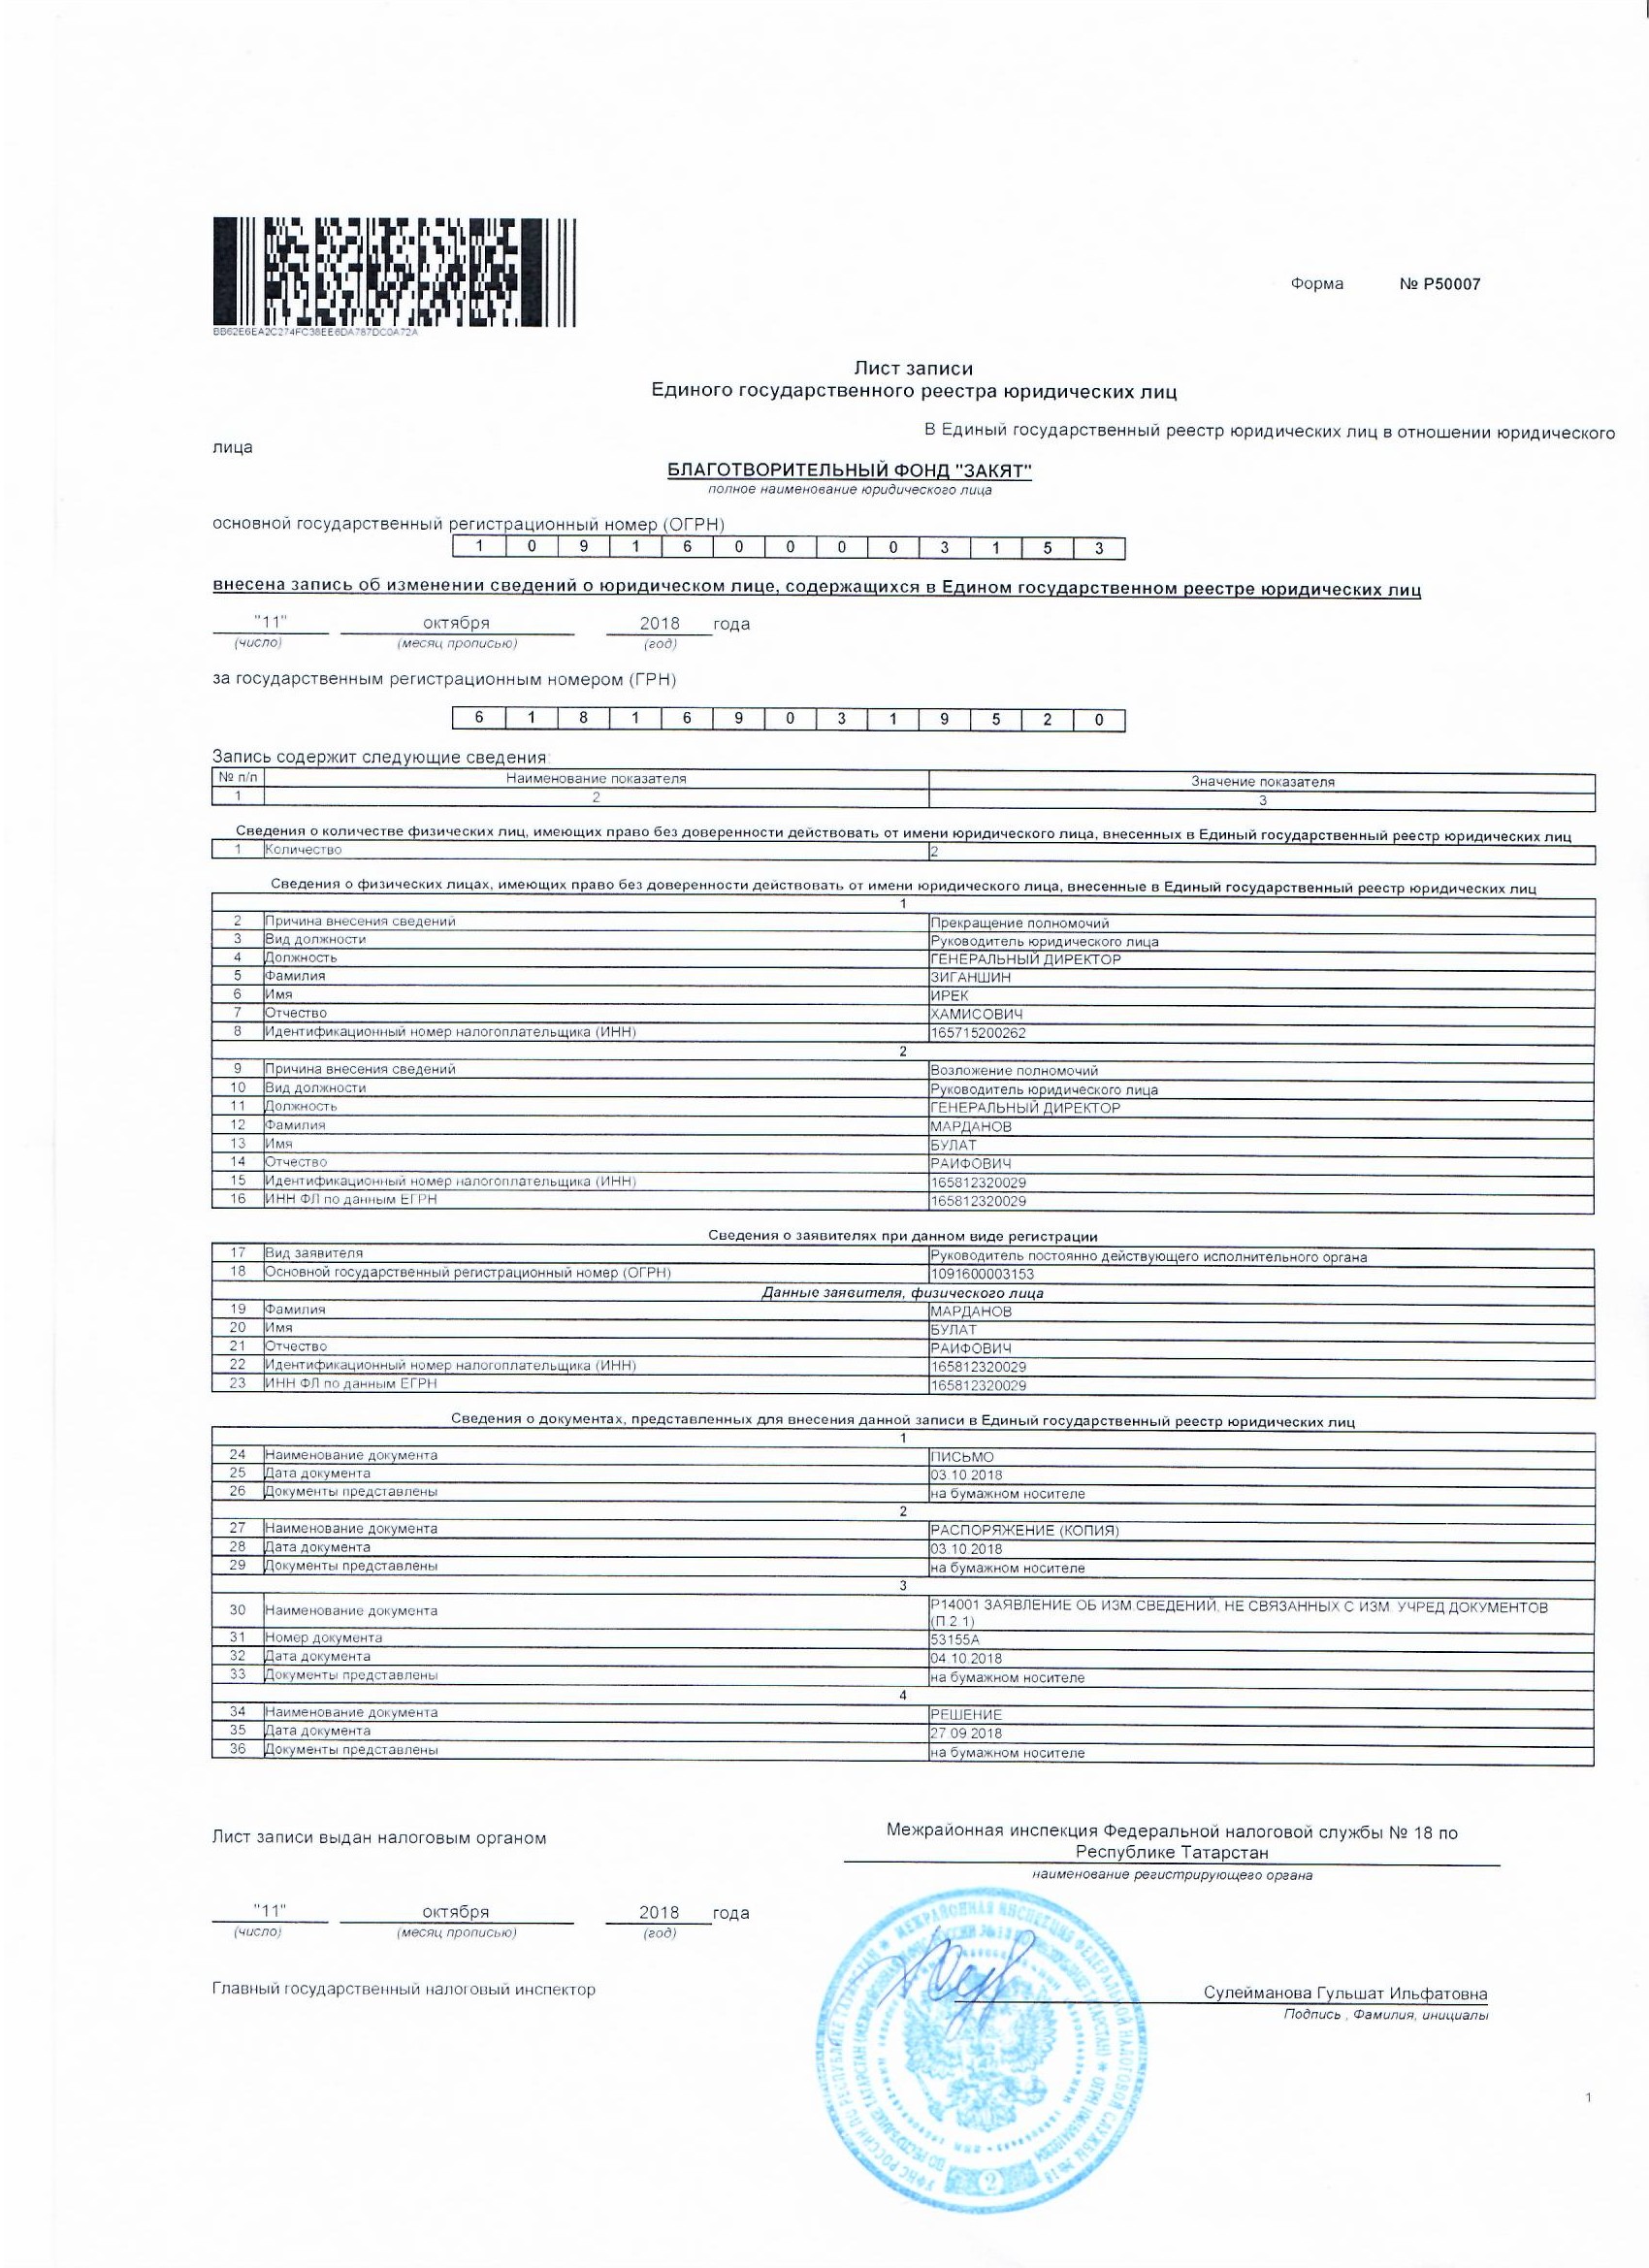 BB62E6EA2C274FC38EE6DA787DC0A72A
Форма № Р50007
Лист записи
Единого государственного реестра юридических лиц
В Единый государственный реестр юридических лиц в отношении юридического
лица
БЛАГОТВОРИТЕЛЬНЫЙ ФОНД "ЗАКЯТ"
полное наименование юридического лица
основной государственный регистрационный номер (ОГРН)
1 0 9 1 6 0 0 0 0 3 1 5 3
внесена запись об изменении сведений о юридическом лице, содержащихся в Едином государственном реестре юридических лиц
"11" октября 2018 года
(число) (месяц прописью) (год)
за государственным регистрационным номером (ГРН)
6 1 8 1 6 9 0 3 1 9 5 2 0
Запись содержит следующие сведения:
№ п/п Наименование показателя Значение показателя
1 2 3
Сведения о количестве физических лиц, имеющих право без доверенности действовать от имени юридического лица, внесенных в Единый государственный реестр юридических лиц
1 Количество 2
Сведения о физических лицах, имеющих право без доверенности действовать от имени юридического лица, внесенные в Единый государственный реестр юридических лиц
1
2 Причина внесения сведений Прекращение полномочий
3 Вид должности Руководитель юридического лица
4 Должность ГЕНЕРАЛЬНЫЙ ДИРЕКТОР
5 Фамилия ЗИГАНШИН
6 Имя ИРЕК
7 Отчество ХАМИСОВИЧ
8 Идентификационный номер налогоплательщика (ИНН) 165715200262
2
9 Причина внесения сведений Возложение полномочий
10 Вид должности Руководитель юридического лица
11 Должность ГЕНЕРАЛЬНЫЙ ДИРЕКТОР
12 Фамилия МАРДАНОВ
13 Имя БУЛАТ
14 Отчество РАИФОВИЧ
15 Идентификационный номер налогоплательщика (ИНН) 165812320029
16 ИНН ФЛ по данным ЕГРН 165812320029
Сведения о заявителях при данном виде регистрации
17 Вид заявителя Руководитель постоянно действующего исполнительного органа
18 Основной государственный регистрационный номер (ОГРН) 1091600003153
Данные заявителя, физического лица
19 Фамилия МАРДАНОВ
20 Имя БУЛАТ
21 Отчество РАИФОВИЧ
22 Идентификационный номер налогоплательщика (ИНН) 165812320029
23 ИНН ФЛ по данным ЕГРН 165812320029
Сведения о документах, представленных для внесения данной записи в Единый государственный реестр юридических лиц
1
24 Наименование документа ПИСЬМО
25 Дата документа 03.10.2018
26 Документы представлены на бумажном носителе
2
27 Наименование документа РАСПОРЯЖЕНИЕ (КОПИЯ)
28 Дата документа 03.10.2018
29 Документы представлены на бумажном носителе
3
30 Наименование документа Р14001 ЗАЯВЛЕНИЕ ОБ ИЗМ.СВЕДЕНИЙ, НЕ СВЯЗАННЫХ С ИЗМ. УЧРЕД.ДОКУМЕНТОВ
(П.2.1)
31 Номер документа 53155А
32 Дата документа 04.10.2018
33 Документы представлены на бумажном носителе
4
34 Наименование документа РЕШЕНИЕ
35 Дата документа 27.09.2018
36 Документы представлены на бумажном носителе
Лист записи выдан налоговым органом
Межрайонная инспекция Федеральной налоговой службы № 18 по
Республике Татарстан
наименование регистрирующего органа
"11" октября 2018 года
(число) (месяц прописью) (год)
Главный государственный налоговый инспектор
Сулейманова Гульшат Ильфатовна
Подпись , Фамилия, инициалы
МЕЖРАЙОННАЯ ИНСПЕКЦИЯ ФЕДЕРАЛЬНОЙ НАЛОГОВОЙ СЛУЖБЫ №18
УФНС РОССИИ ПО РЕСПУБЛИКЕ ТАТАРСТАН
2
1